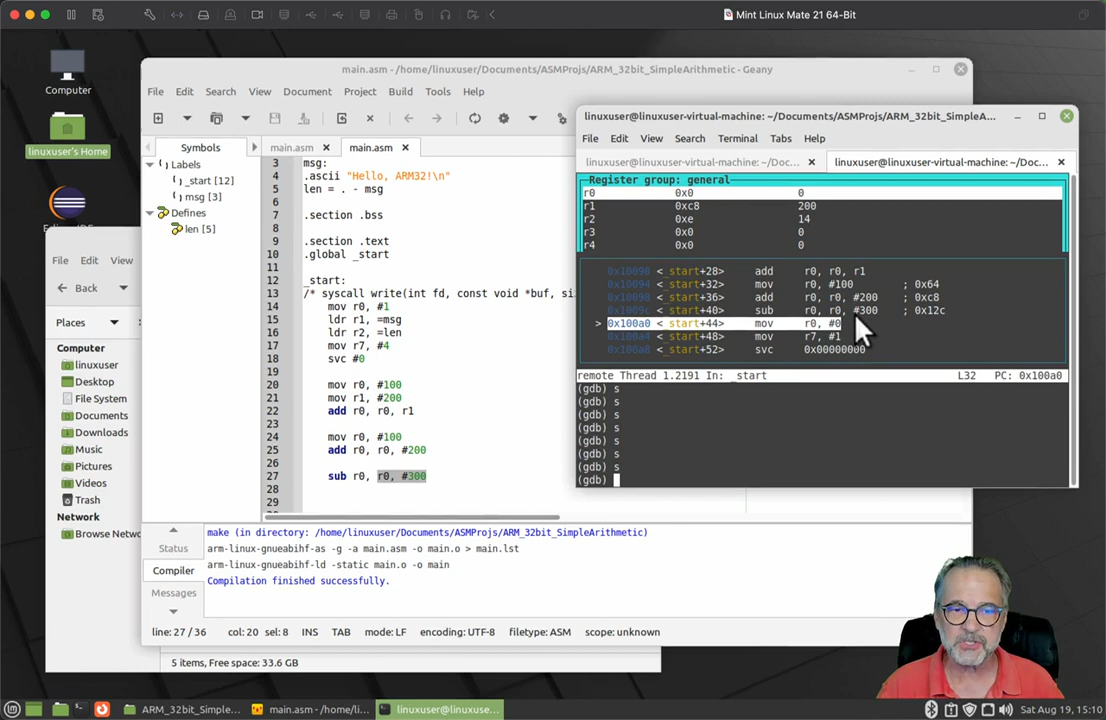 Mint Linux Mate 21 64-Bit
Computer
linuxuser's Home
main.asm - /home/linuxuser/Documents/ASMProjs/ARM_32bit_SimpleArithmetic - Geany
File Edit Search View Document Project Build Tools Help
Symbols
main.asm
main.asm
Labels
_start [12]
msg [3]
Defines
len [5]
3 msg:
4 .ascii "Hello, ARM32!\n"
5 len = . - msg
6
7 .section .bss
8
9 .section .text
10 .global _start
11
12 _start:
13 /* syscall write(int fd, const void *buf, si
14 mov r0, #1
15 ldr r1, =msg
16 ldr r2, =len
17 mov r7, #4
18 svc #0
19
20 mov r0, #100
21 mov r1, #200
22 add r0, r0, r1
23
24 mov r0, #100
25 add r0, r0, #200
26
27 sub r0, r0, #300
28
29
linuxuser@linuxuser-virtual-machine: ~/Documents/ASMProjs/ARM_32bit_SimpleA...
File Edit View Search Terminal Tabs Help
linuxuser@linuxuser-virtual-machine: ~/Doc...
linuxuser@linuxuser-virtual-machine: ~/Doc...
Register group: general
r0 0x0 0
r1 0xc8 200
r2 0xe 14
r3 0x0 0
r4 0x0 0
0x10090 <_start+28> add r0, r0, r1
0x10094 <_start+32> mov r0, #100 ; 0x64
0x10098 <_start+36> add r0, r0, #200 ; 0xc8
0x1009c <_start+40> sub r0, r0, #300 ; 0x12c
> 0x100a0 <_start+44> mov r0, #0
0x100a4 <_start+48> mov r7, #1
0x100a8 <_start+52> svc 0x00000000
remote Thread 1.2191 In: _start L32 PC: 0x100a0
(gdb) s
(gdb) s
(gdb) s
(gdb) s
(gdb) s
(gdb) s
(gdb) s
(gdb)
File Edit View
Back
Places
Computer
linuxuser
Desktop
File System
Documents
Downloads
Music
Pictures
Videos
Trash
Network
Browse Netwo
Status
Compiler
Messages
make (in directory: /home/linuxuser/Documents/ASMProjs/ARM_32bit_SimpleArithmetic)
arm-linux-gnueabihf-as -g -a main.asm -o main.o > main.lst
arm-linux-gnueabihf-ld -static main.o -o main
Compilation finished successfully.
line: 27 / 36 col: 20 sel: 8 INS TAB mode: LF encoding: UTF-8 filetype: ASM scope: unknown
5 items, Free space: 33.6 GB
ARM_32bit_Simple...
main.asm - /home/li...
linuxuser@linuxuse...
Sat Aug 19, 15:10